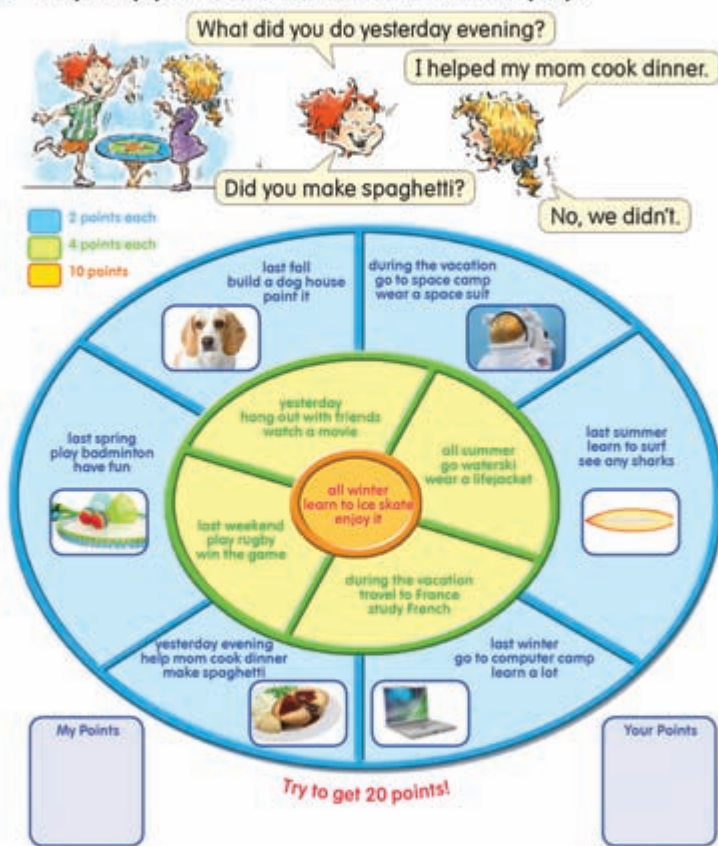 What did you do yesterday evening?
I helped my mom cook dinner.
Did you make spaghetti?
No, we didn't.
2 points each
4 points each
10 points
last fall
build a dog house
paint it
during the vacation
go to space camp
wear a space suit
last spring
play badminton
have fun
yesterday
hang out with friends
watch a movie
all summer
go waterski
wear a lifejacket
last summer
learn to surf
see any sharks
all winter
learn to ice skate
enjoy it
last weekend
play rugby
win the game
during the vacation
travel to France
study French
yesterday evening
help mom cook dinner
make spaghetti
last winter
go to computer camp
learn a lot
My Points
Your Points
Try to get 20 points!